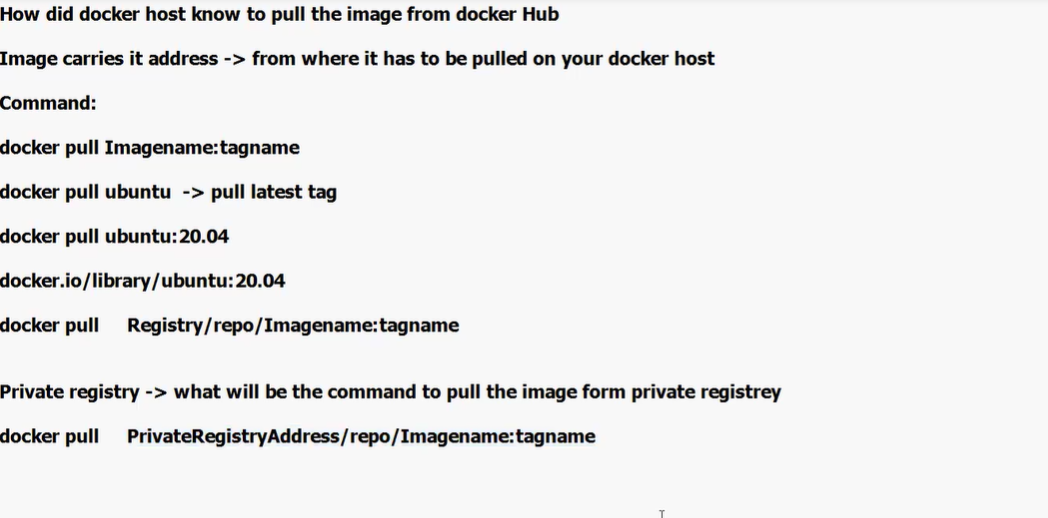 How did docker host know to pull the image from docker Hub
Image carries it address -> from where it has to be pulled on your docker host
Command:
docker pull Imagename:tagname
docker pull ubuntu -> pull latest tag
docker pull ubuntu:20.04
docker.io/library/ubuntu:20.04
docker pull Registry/repo/Imagename:tagname
Private registry -> what will be the command to pull the image form private registrey
docker pull PrivateRegistryAddress/repo/Imagename:tagname